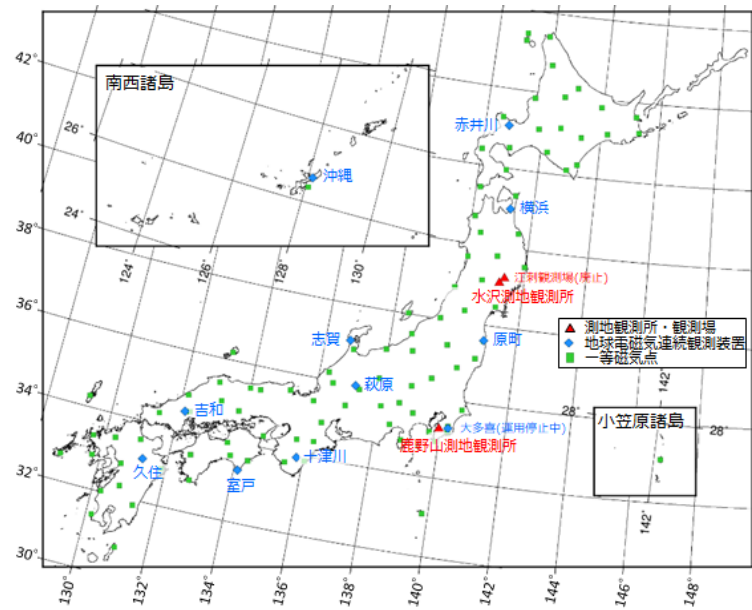 42°
40°
38°
36°
34°
32°
30°
南西諸島
26°
24°
124°
126°
128°
130°
沖縄
赤井川
横浜
江刺観測場(廃止)
水沢測地観測所
志賀
原町
萩原
吉和
大多喜(運用停止中)
鹿野山測地観測所
久住
室戸
十津川
測地観測所・観測場
地球電磁気連続観測装置
一等磁気点
28°
小笠原諸島
28°
142°
142°
130°
132°
134°
136°
138°
140°
142°
144°
146°
148°